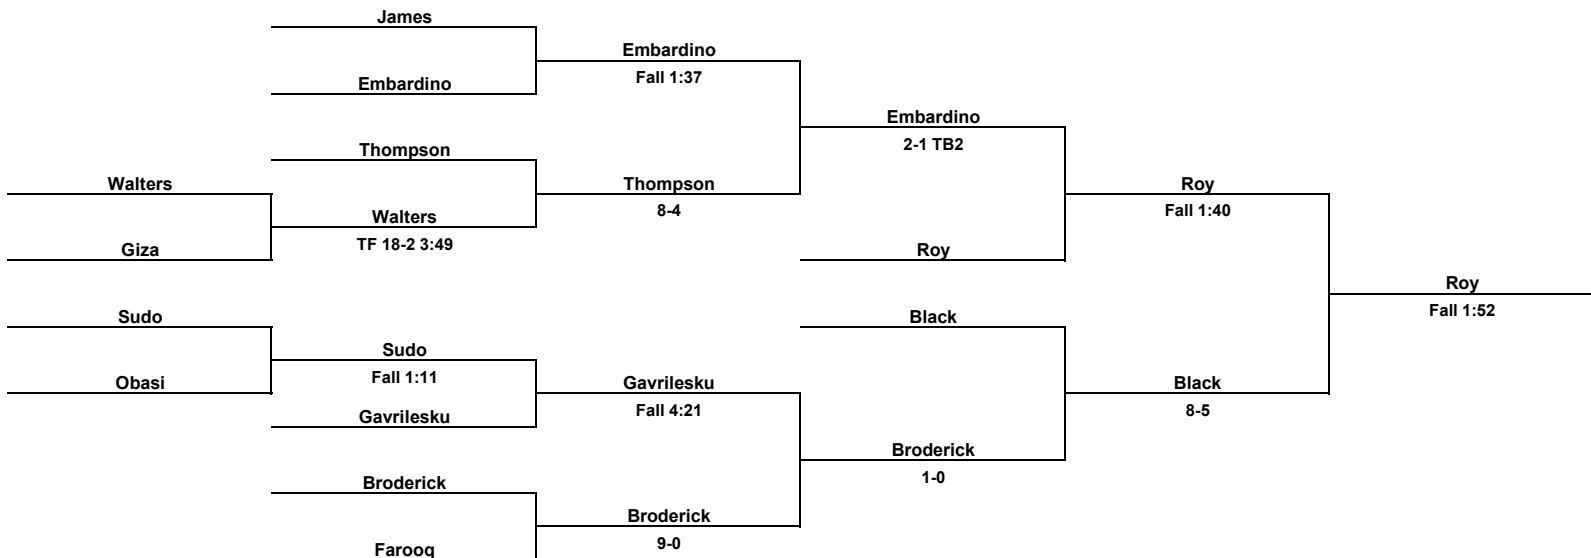 James
Embardino
Embardino
Fall 1:37
Embardino
2-1 TB2
Thompson
Walters
Thompson
Roy
Walters
8-4
Fall 1:40
Giza
TF 18-2 3:49
Roy
Roy
Fall 1:52
Sudo
Black
Sudo
Obasi
Fall 1:11
Gavrilesku
Black
Gavrilesku
Fall 4:21
8-5
Broderick
Broderick
1-0
Broderick
Farooq
9-0